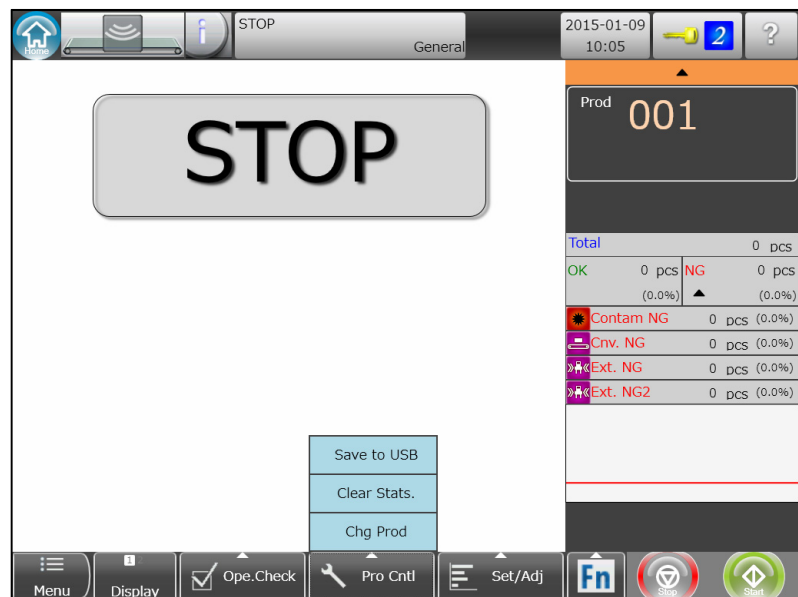 Home
i
STOP
General
2015-01-09
10:05
2
?
Prod 001
STOP
Total 0 pcs
OK 0 pcs NG 0 pcs
(0.0%) (0.0%)
Contam NG 0 pcs (0.0%)
Cnv. NG 0 pcs (0.0%)
Ext. NG 0 pcs (0.0%)
Ext. NG2 0 pcs (0.0%)
Save to USB
Clear Stats.
Chg Prod
Menu
1
Display
Ope.Check
Pro Cntl
Set/Adj
Fn
Stop
Start